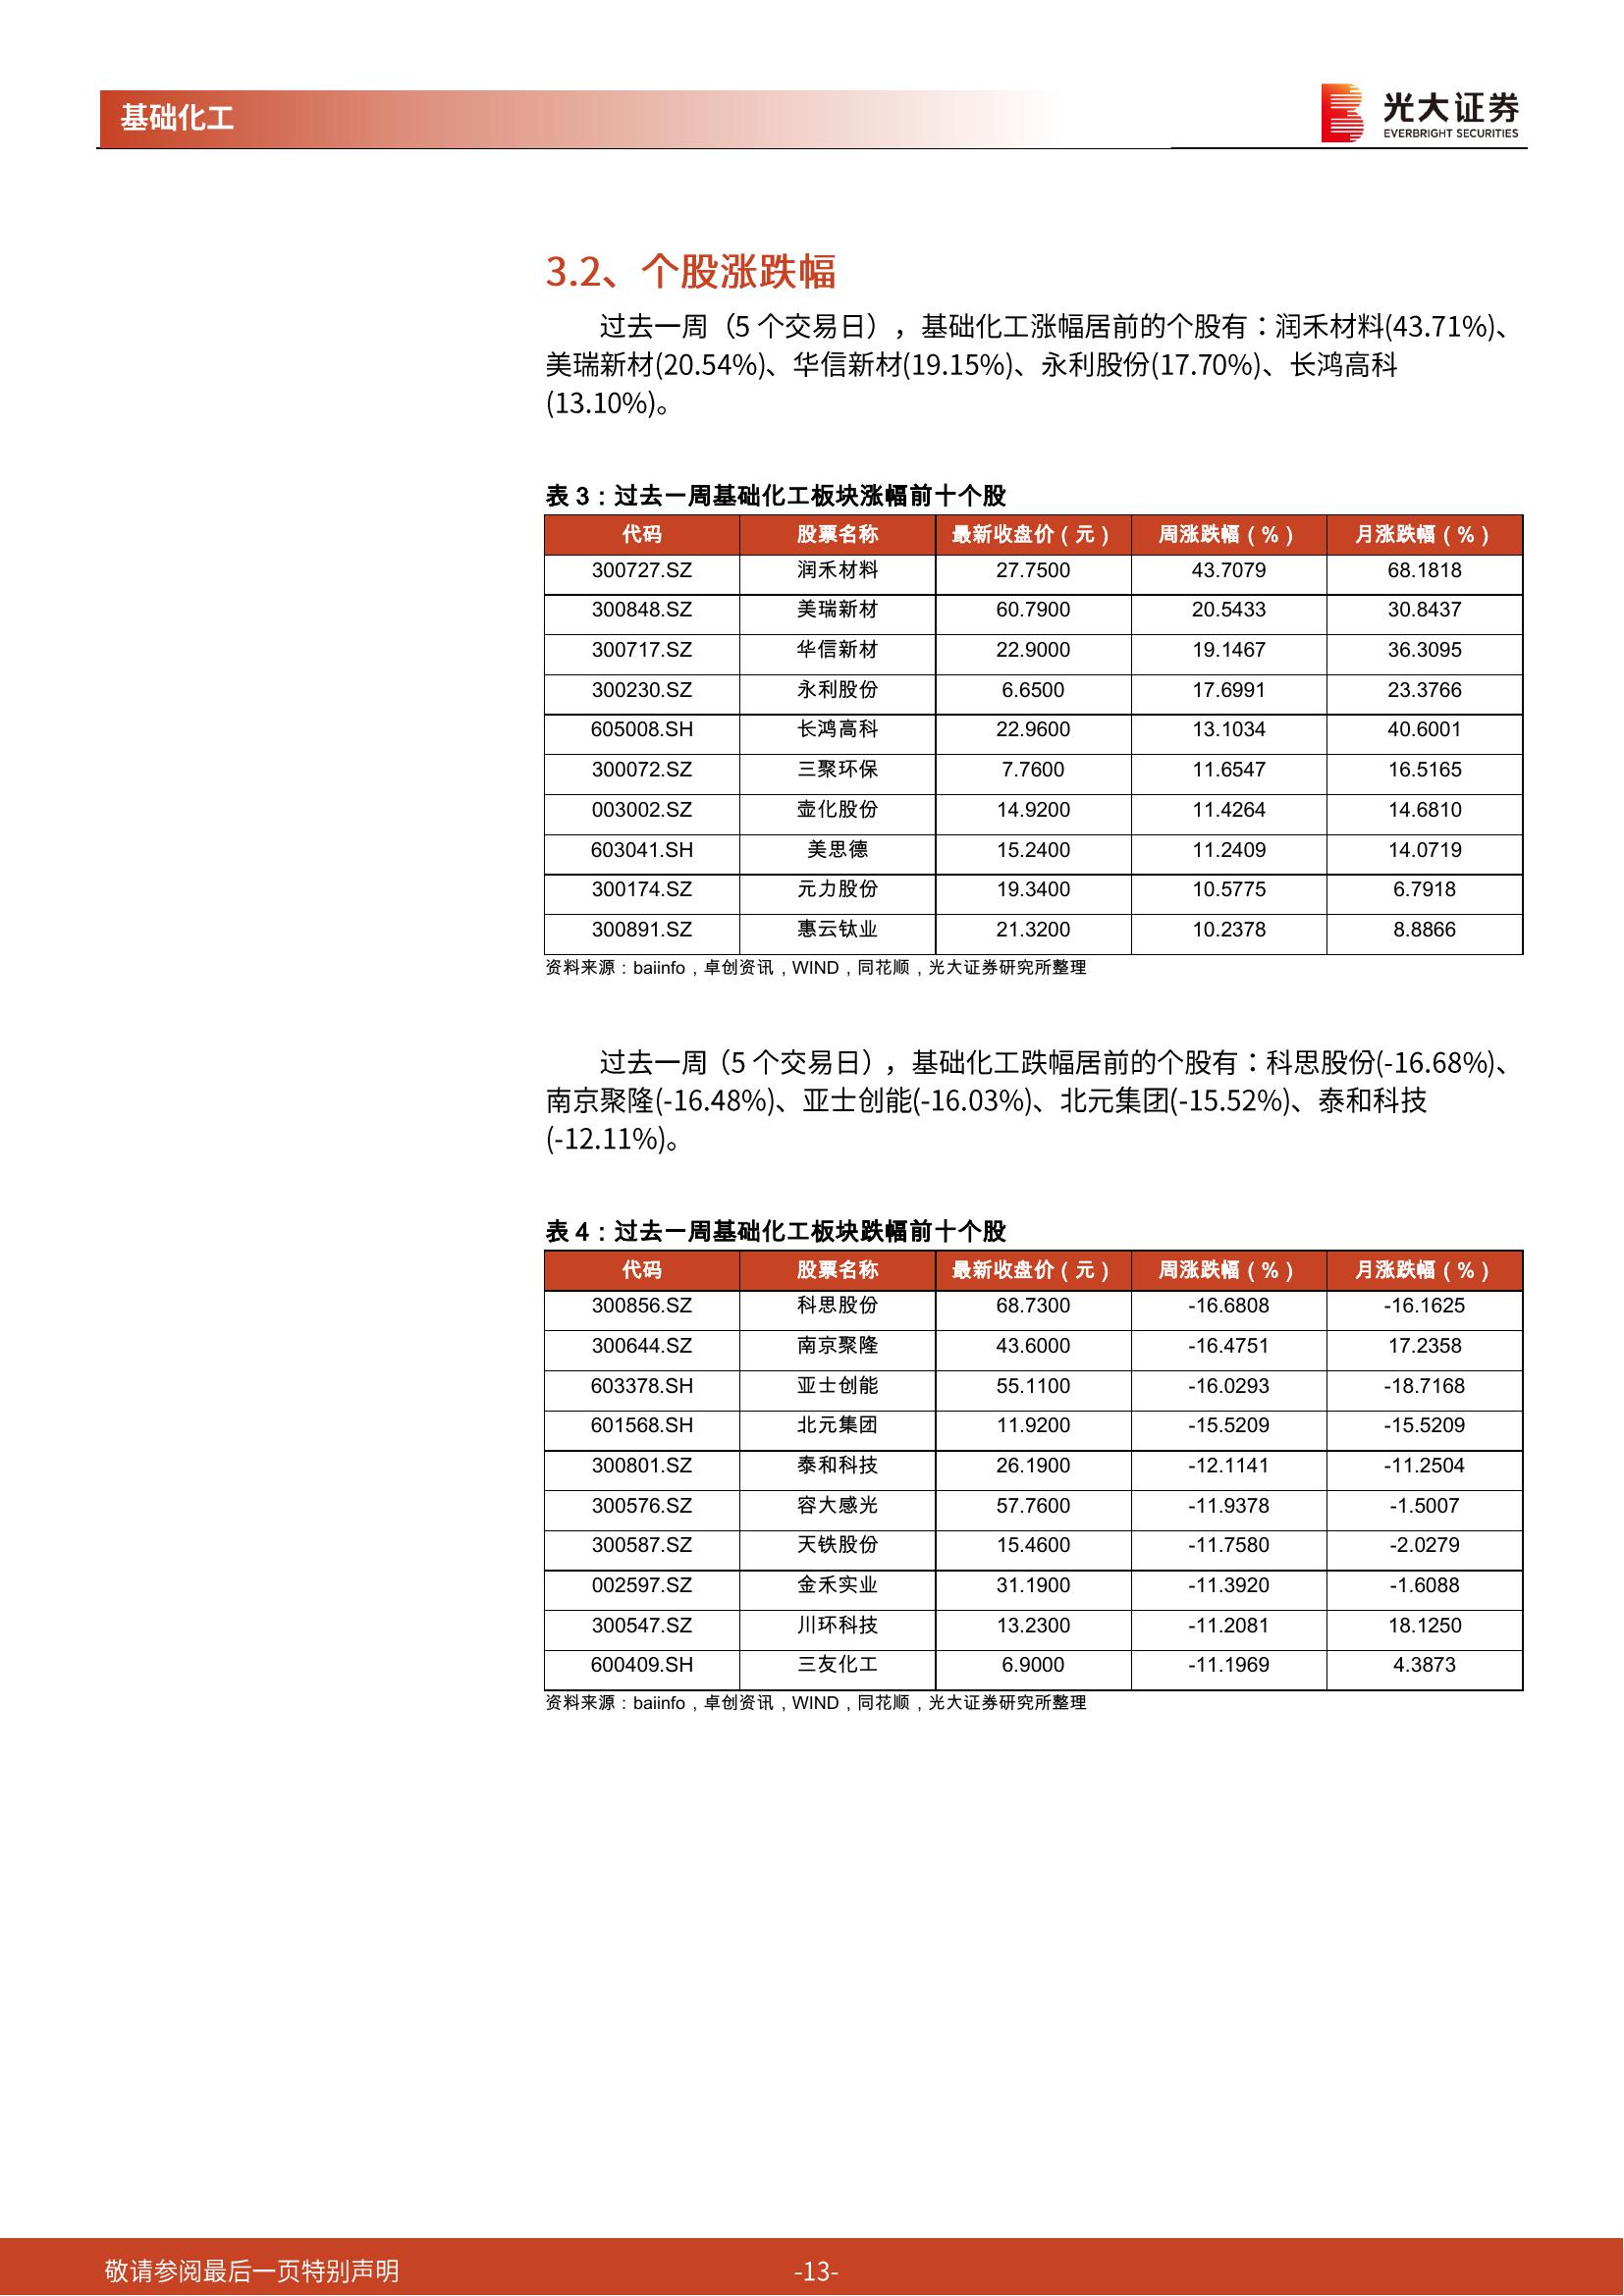 基础化工
光大证券
EVERBRIGHT SECURITIES
3.2、个股涨跌幅
过去一周（5 个交易日），基础化工涨幅居前的个股有：润禾材料(43.71%)、
美瑞新材(20.54%)、华信新材(19.15%)、永利股份(17.70%)、长鸿高科
(13.10%)。
表 3：过去一周基础化工板块涨幅前十个股
代码 股票名称 最新收盘价（元） 周涨跌幅（%） 月涨跌幅（%）
300727.SZ 润禾材料 27.7500 43.7079 68.1818
300848.SZ 美瑞新材 60.7900 20.5433 30.8437
300717.SZ 华信新材 22.9000 19.1467 36.3095
300230.SZ 永利股份 6.6500 17.6991 23.3766
605008.SH 长鸿高科 22.9600 13.1034 40.6001
300072.SZ 三聚环保 7.7600 11.6547 16.5165
003002.SZ 壶化股份 14.9200 11.4264 14.6810
603041.SH 美思德 15.2400 11.2409 14.0719
300174.SZ 元力股份 19.3400 10.5775 6.7918
300891.SZ 惠云钛业 21.3200 10.2378 8.8866
资料来源：baiinfo，卓创资讯，WIND，同花顺，光大证券研究所整理
过去一周（5 个交易日），基础化工跌幅居前的个股有：科思股份(-16.68%)、
南京聚隆(-16.48%)、亚士创能(-16.03%)、北元集团(-15.52%)、泰和科技
(-12.11%)。
表 4：过去一周基础化工板块跌幅前十个股
代码 股票名称 最新收盘价（元） 周涨跌幅（%） 月涨跌幅（%）
300856.SZ 科思股份 68.7300 -16.6808 -16.1625
300644.SZ 南京聚隆 43.6000 -16.4751 17.2358
603378.SH 亚士创能 55.1100 -16.0293 -18.7168
601568.SH 北元集团 11.9200 -15.5209 -15.5209
300801.SZ 泰和科技 26.1900 -12.1141 -11.2504
300576.SZ 容大感光 57.7600 -11.9378 -1.5007
300587.SZ 天铁股份 15.4600 -11.7580 -2.0279
002597.SZ 金禾实业 31.1900 -11.3920 -1.6088
300547.SZ 川环科技 13.2300 -11.2081 18.1250
600409.SH 三友化工 6.9000 -11.1969 4.3873
资料来源：baiinfo，卓创资讯，WIND，同花顺，光大证券研究所整理
敬请参阅最后一页特别声明 -13-